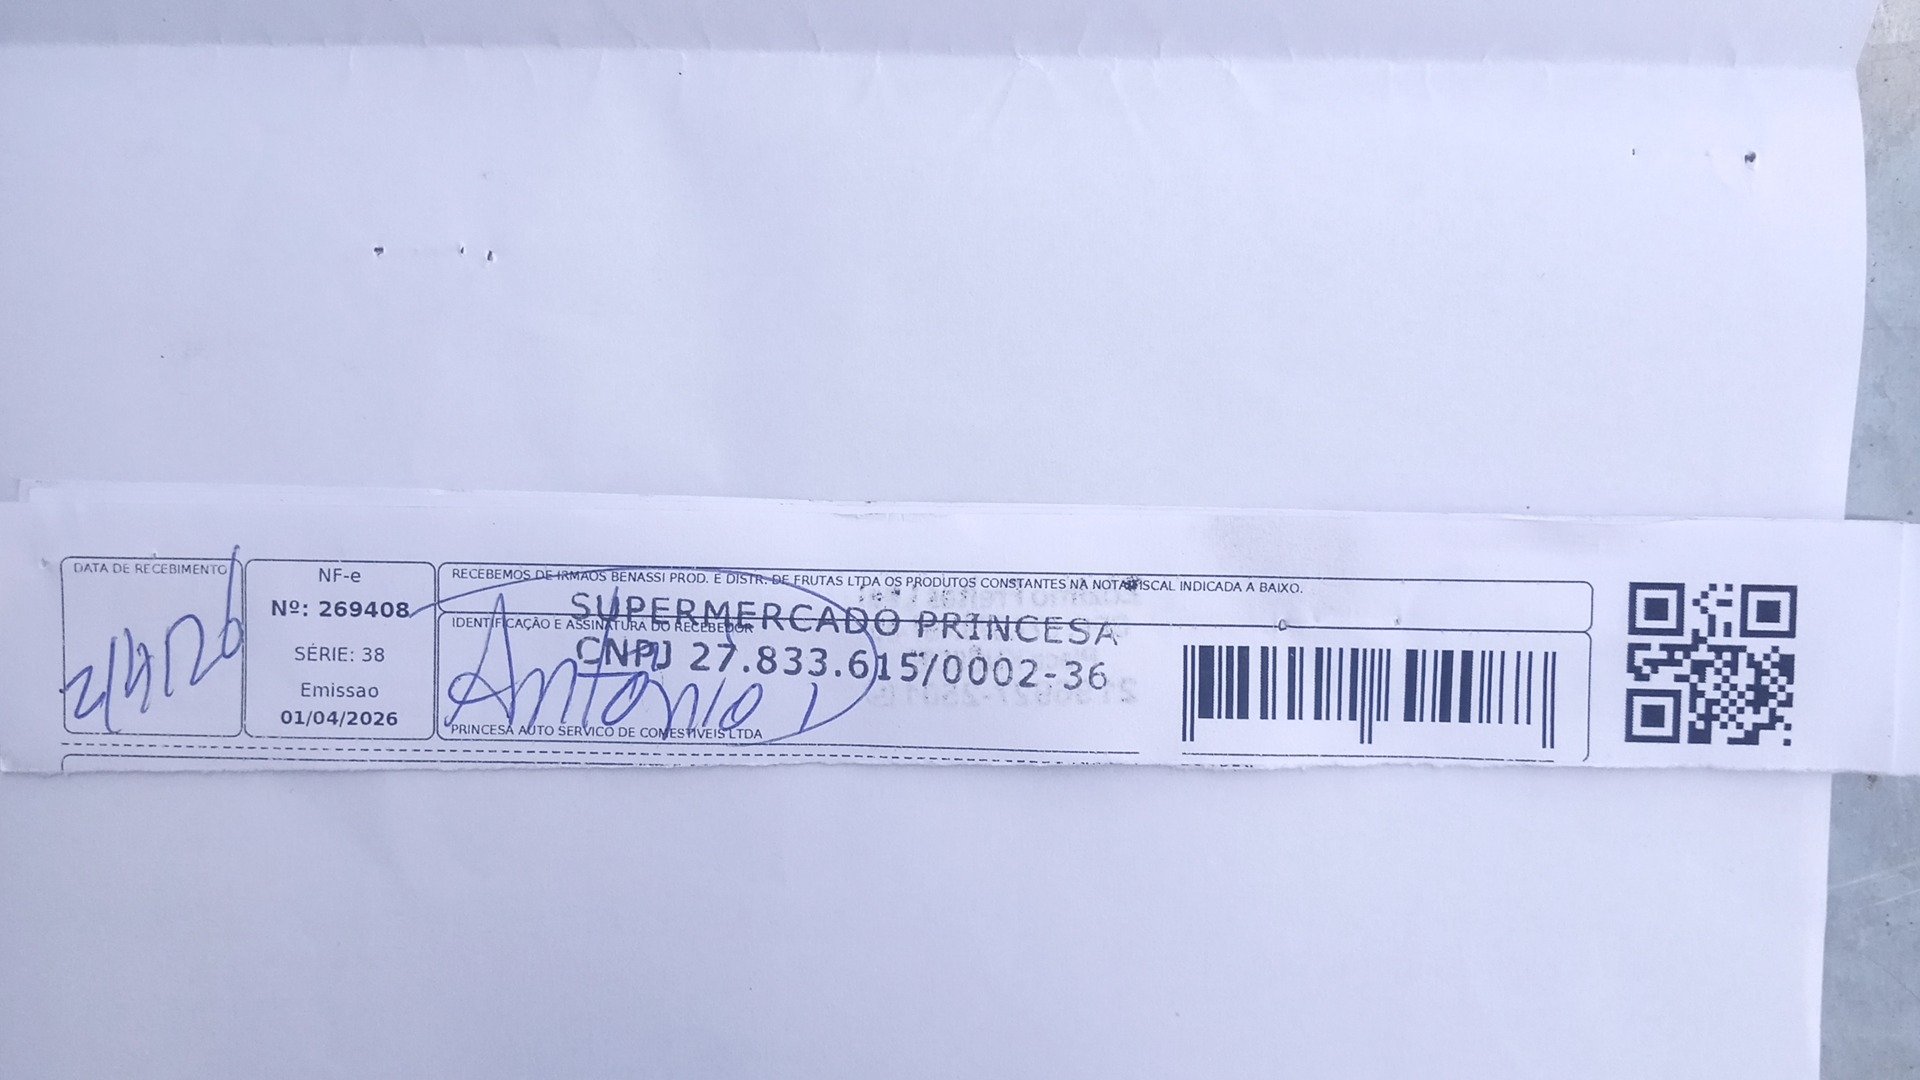 DATA DE RECEBIMENTO
2/4/26
NF-e
Nº: 269408
SÉRIE: 38
Emissao
01/04/2026
RECEBEMOS DE IRMAOS BENASSI PROD. E DISTR. DE FRUTAS LTDA OS PRODUTOS CONSTANTES NA NOTA FISCAL INDICADA A BAIXO.
SUPERMERCADO PRINCESA
IDENTIFICAÇÃO E ASSINATURA DO RECEBEDOR
CNPJ 27.833.615/0002-36
Antonio
PRINCESA AUTO SERVICO DE COMESTIVEIS LTDA